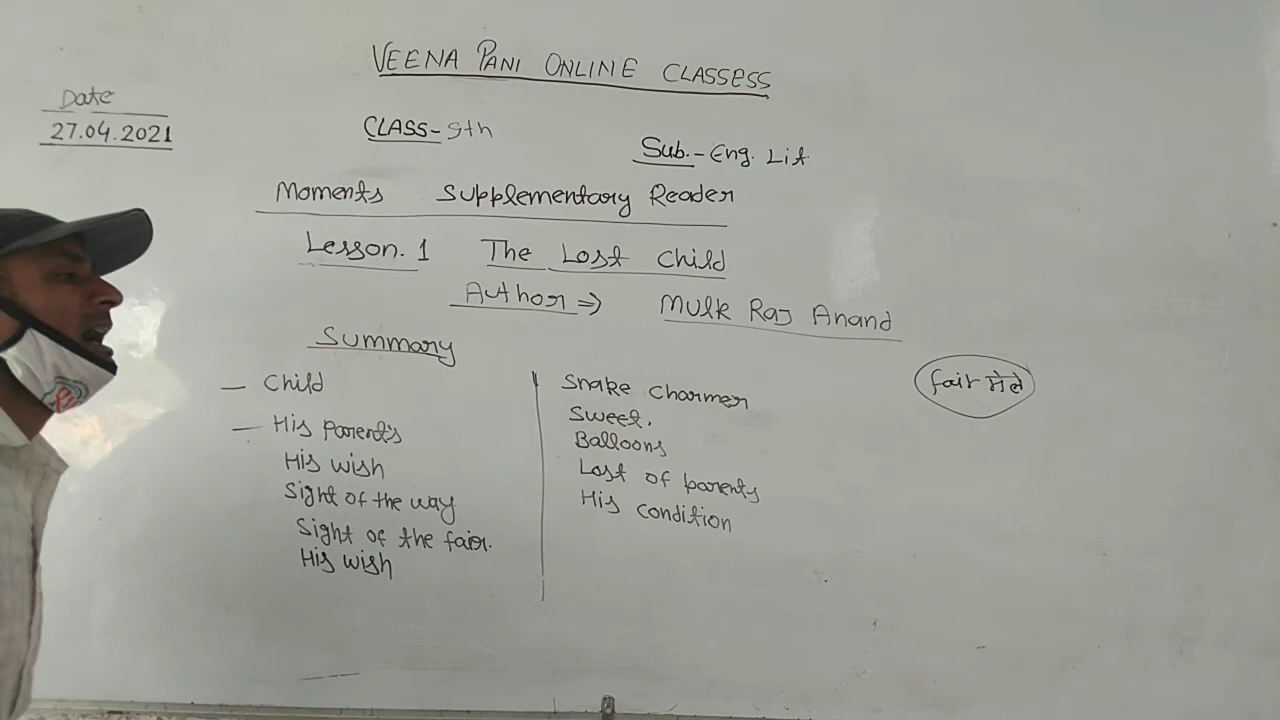 VEENA PANI ONLINE CLASSESS
Date
27.04.2021
CLASS-9th
Sub.-Eng. Lit
Moments Supplementary Reader
Lesson.1 The Lost child
Author ⇒ Mulk Raj Anand
Summary
– Child
– His Parent's
His wish
Sight of the way
Sight of the fair.
His wish
Snake charmer
Sweet.
Balloons
Lost of parents
His condition
fair मेले